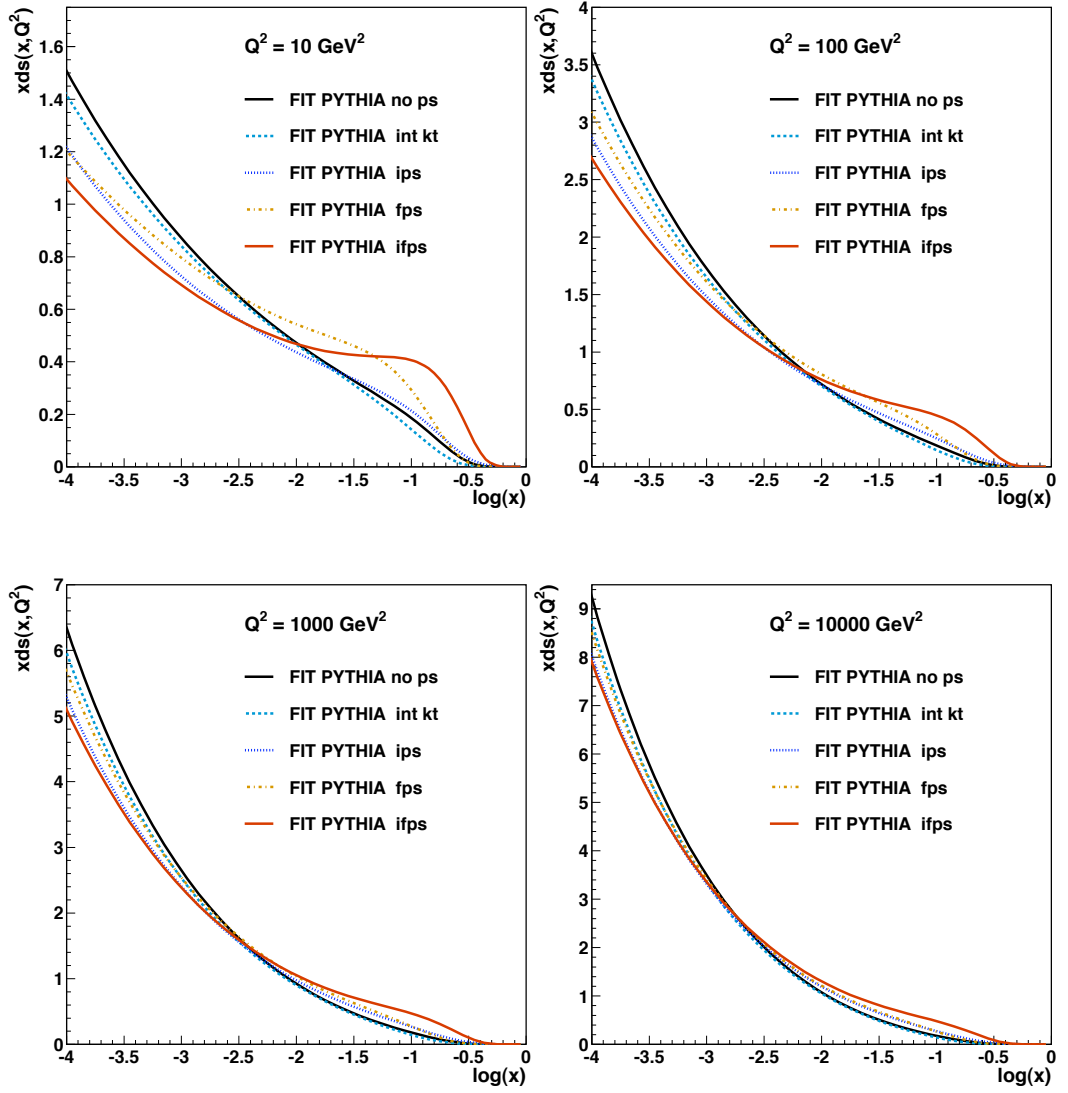 xds(x,Q²)
1.6
1.4
1.2
1
0.8
0.6
0.4
0.2
0
Q² = 10 GeV²
FIT PYTHIA no ps
FIT PYTHIA int kt
FIT PYTHIA ips
FIT PYTHIA fps
FIT PYTHIA ifps
-4 -3.5 -3 -2.5 -2 -1.5 -1 -0.5 0
log(x)
xds(x,Q²)
4
3.5
3
2.5
2
1.5
1
0.5
0
Q² = 100 GeV²
FIT PYTHIA no ps
FIT PYTHIA int kt
FIT PYTHIA ips
FIT PYTHIA fps
FIT PYTHIA ifps
-4 -3.5 -3 -2.5 -2 -1.5 -1 -0.5 0
log(x)
xds(x,Q²)
7
6
5
4
3
2
1
0
Q² = 1000 GeV²
FIT PYTHIA no ps
FIT PYTHIA int kt
FIT PYTHIA ips
FIT PYTHIA fps
FIT PYTHIA ifps
-4 -3.5 -3 -2.5 -2 -1.5 -1 -0.5 0
log(x)
xds(x,Q²)
9
8
7
6
5
4
3
2
1
0
Q² = 10000 GeV²
FIT PYTHIA no ps
FIT PYTHIA int kt
FIT PYTHIA ips
FIT PYTHIA fps
FIT PYTHIA ifps
-4 -3.5 -3 -2.5 -2 -1.5 -1 -0.5 0
log(x)